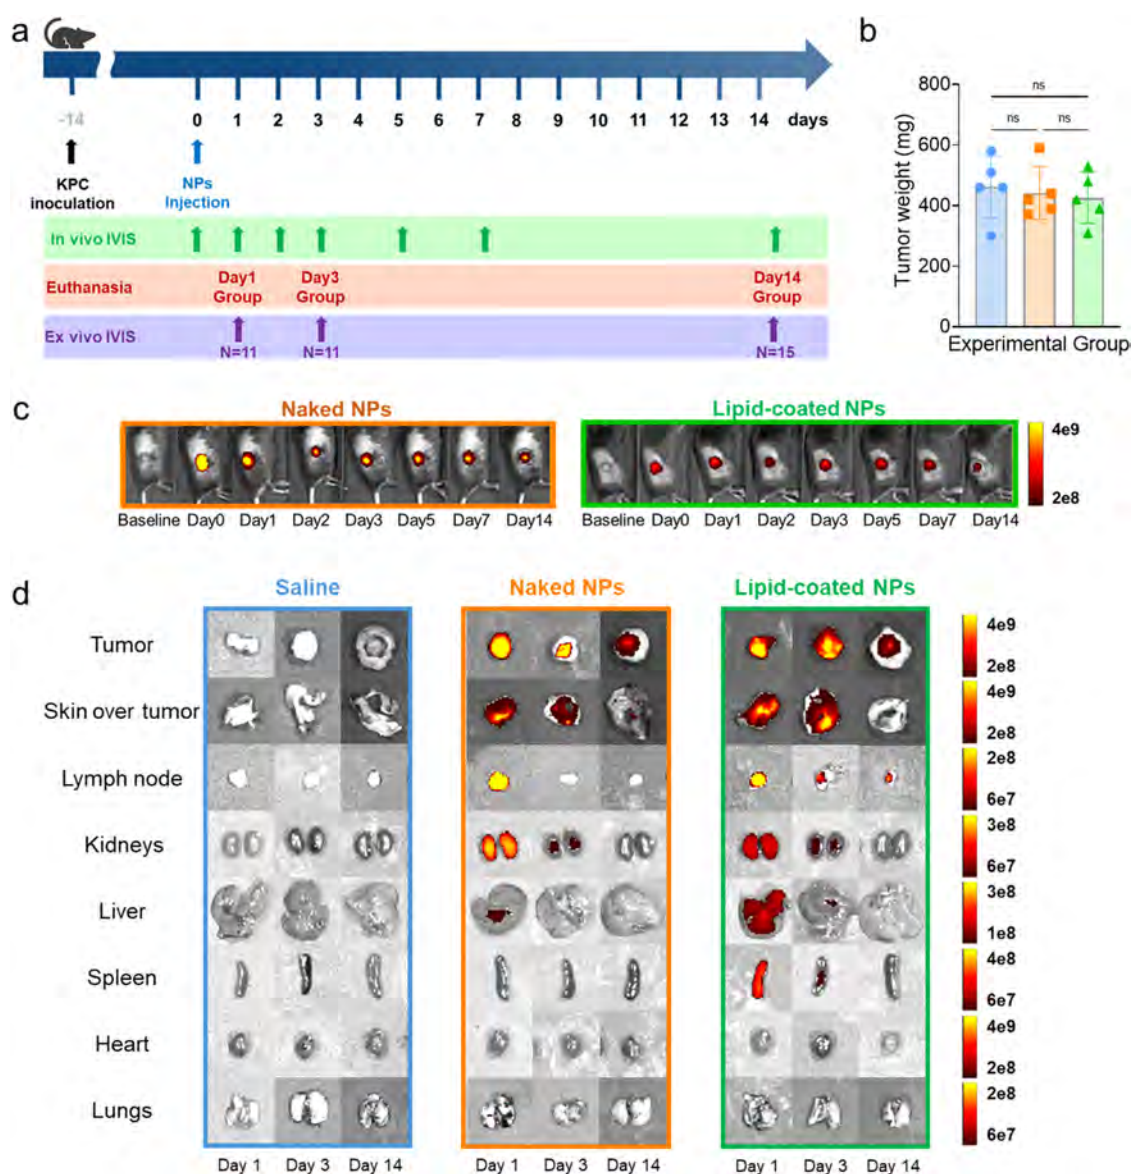 a
-14
0 1 2 3 4 5 6 7 8 9 10 11 12 13 14 days
KPC
inoculation
NPs
Injection
In vivo IVIS
Euthanasia
Day1
Group
Day3
Group
Day14
Group
Ex vivo IVIS
N=11
N=11
N=15
b
Tumor weight (mg)
800
600
400
200
0
ns
ns
ns
Experimental Group
c
Naked NPs
Baseline Day0 Day1 Day2 Day3 Day5 Day7 Day14
Lipid-coated NPs
Baseline Day0 Day1 Day2 Day3 Day5 Day7 Day14
4e9
2e8
d
Saline
Naked NPs
Lipid-coated NPs
Tumor
4e9
2e8
Skin over tumor
4e9
2e8
Lymph node
2e8
6e7
Kidneys
3e8
6e7
Liver
3e8
1e8
Spleen
4e8
6e7
Heart
4e9
2e8
Lungs
2e8
6e7
Day 1 Day 3 Day 14
Day 1 Day 3 Day 14
Day 1 Day 3 Day 14